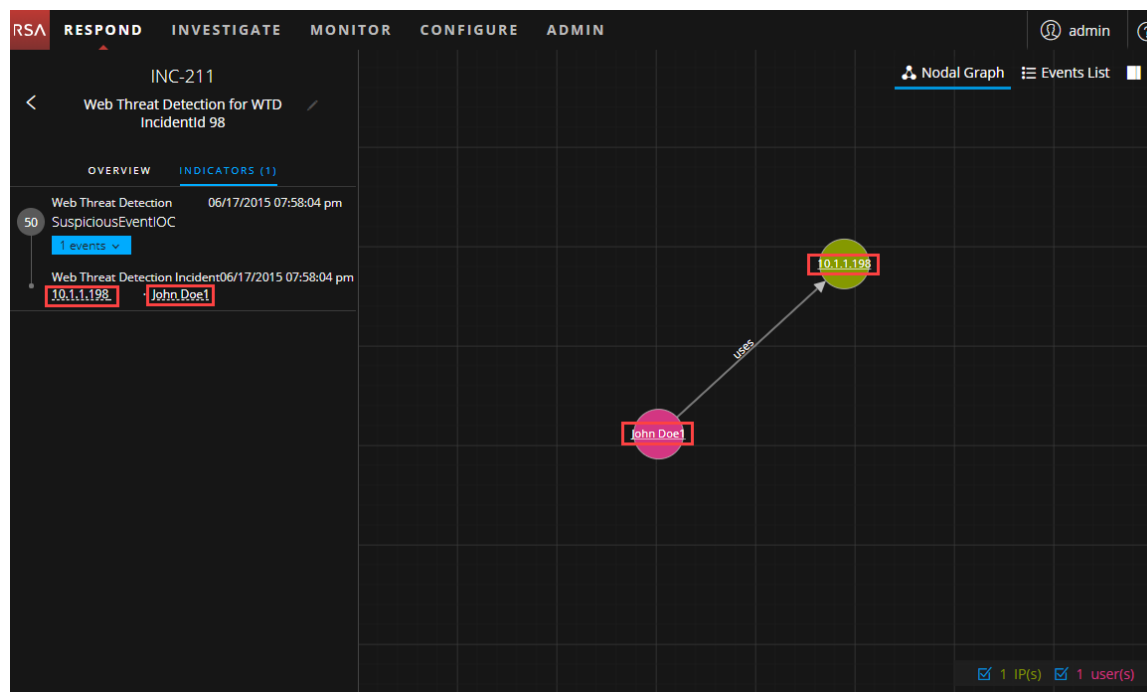 RSA RESPOND INVESTIGATE MONITOR CONFIGURE ADMIN admin
INC-211
Web Threat Detection for WTD
IncidentId 98
OVERVIEW INDICATORS (1)
Nodal Graph Events List
Web Threat Detection 06/17/2015 07:58:04 pm
50 SuspiciousEventIOC
1 events
Web Threat Detection Incident06/17/2015 07:58:04 pm
10.1.1.198 John Doe1
10.1.1.198
uses
John Doe1
1 IP(s) 1 user(s)